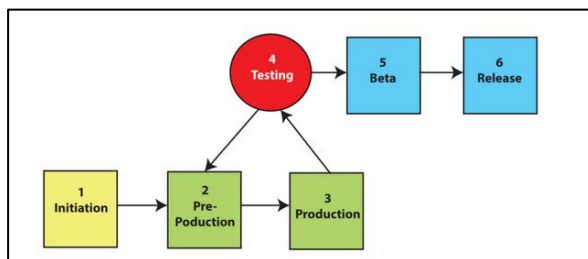 4
Testing
5
Beta
6
Release
1
Initiation
2
Pre-
Poduction
3
Production